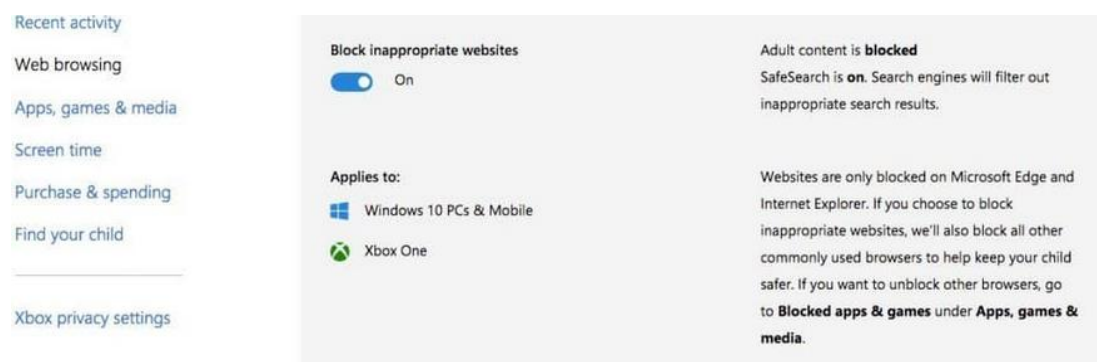 Recent activity
Web browsing
Apps, games & media
Screen time
Purchase & spending
Find your child
Xbox privacy settings
Block inappropriate websites
On
Applies to:
Windows 10 PCs & Mobile
Xbox One
Adult content is blocked
SafeSearch is on. Search engines will filter out
inappropriate search results.
Websites are only blocked on Microsoft Edge and
Internet Explorer. If you choose to block
inappropriate websites, we'll also block all other
commonly used browsers to help keep your child
safer. If you want to unblock other browsers, go
to Blocked apps & games under Apps, games &
media.